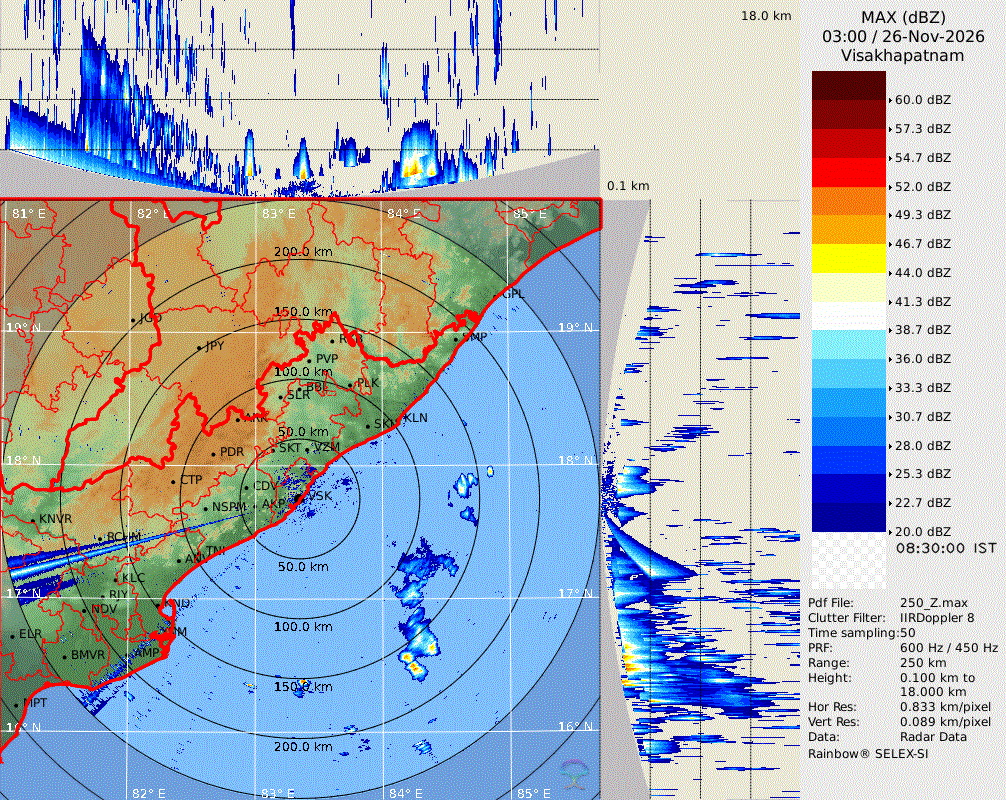 18.0 km
MAX (dBZ)
03:00 / 26-Nov-2026
Visakhapatnam
60.0 dBZ
57.3 dBZ
54.7 dBZ
52.0 dBZ
49.3 dBZ
46.7 dBZ
44.0 dBZ
41.3 dBZ
38.7 dBZ
36.0 dBZ
33.3 dBZ
30.7 dBZ
28.0 dBZ
25.3 dBZ
22.7 dBZ
20.0 dBZ
08:30:00 IST
0.1 km
81° E
82° E
83° E
84° E
85° E
200.0 km
GPL
150.0 km
JGD
19° N
SMP
JPY
PVP
100.0 km
PLK
SLR
KLN
50.0 km
PDR
SKT
VZM
18° N
CTP
CDV
VSK
NSPM
AKP
KNVR
TNI
50.0 km
KLC
RJY
17° N
NDV
100.0 km
ELR
BMVR
AMP
150.0 km
MPT
16° N
200.0 km
82° E
83° E
84° E
85° E
Pdf File: 250_Z.max
Clutter Filter: IIRDoppler 8
Time sampling:50
PRF: 600 Hz / 450 Hz
Range: 250 km
Height: 0.100 km to
18.000 km
Hor Res: 0.833 km/pixel
Vert Res: 0.089 km/pixel
Data: Radar Data
Rainbow® SELEX-SI